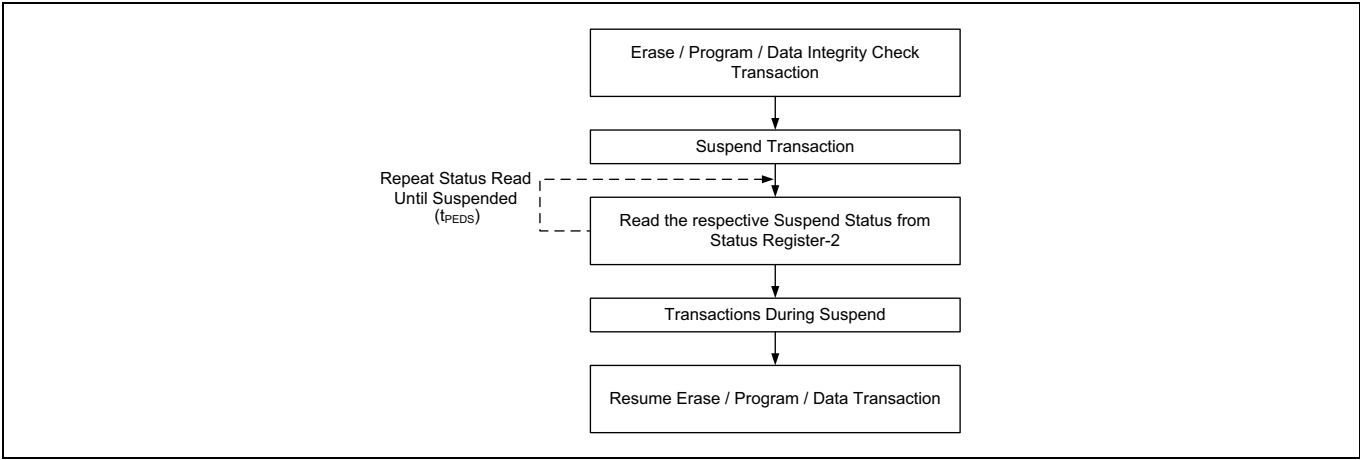 Erase / Program / Data Integrity Check
Transaction
Suspend Transaction
Repeat Status Read
Until Suspended
(tPEDS)
Read the respective Suspend Status from
Status Register-2
Transactions During Suspend
Resume Erase / Program / Data Transaction